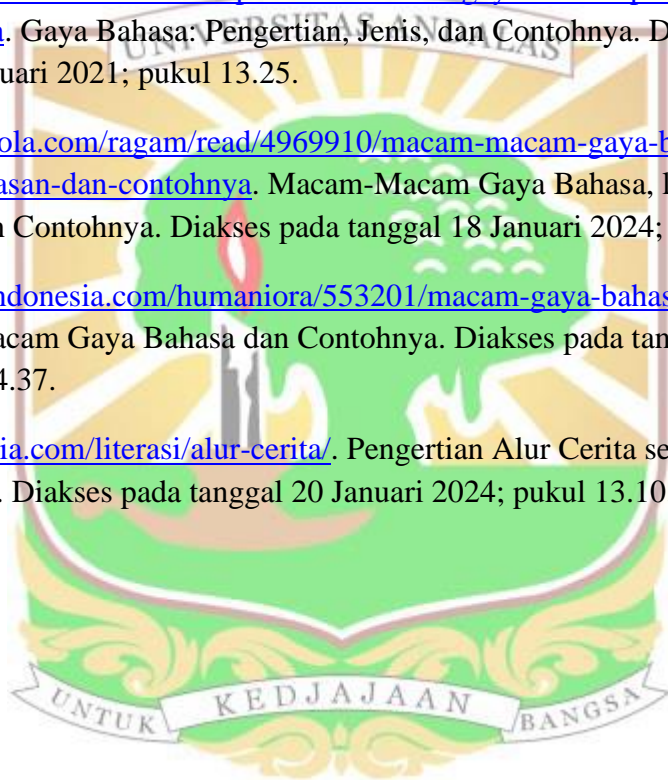 UNIVERSITAS ANDALAS
. Gaya Bahasa: Pengertian, Jenis, dan Contohnya. D
uari 2021; pukul 13.25.
ola.com/ragam/read/4969910/macam-macam-gaya-b
asan-dan-contohnya. Macam-Macam Gaya Bahasa,
n Contohnya. Diakses pada tanggal 18 Januari 2024;
ndonesia.com/humaniora/553201/macam-gaya-bahas
acam Gaya Bahasa dan Contohnya. Diakses pada tan
4.37.
ia.com/literasi/alur-cerita/. Pengertian Alur Cerita se
. Diakses pada tanggal 20 Januari 2024; pukul 13.10
UNTUK KEDJAJAAN BANGSA